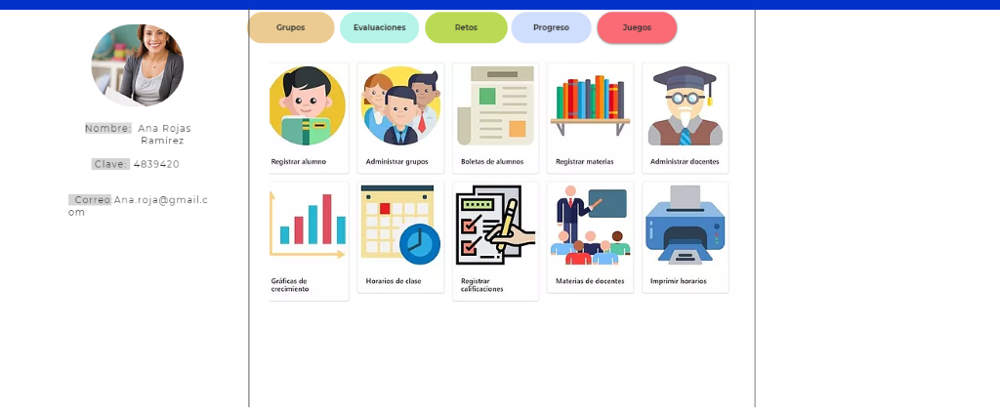 Grupos
Evaluaciones
Retos
Progreso
Juegos
Nombre: Ana Rojas
Ramírez
Clave: 4839420
Correo:Ana.roja@gmail.c
om
Registrar alumno
Administrar grupos
Boletas de alumnos
Registrar materias
Administrar docentes
Gráficas de
crecimiento
Horarios de clase
Registrar
calificaciones
Materias de docentes
Imprimir horarios